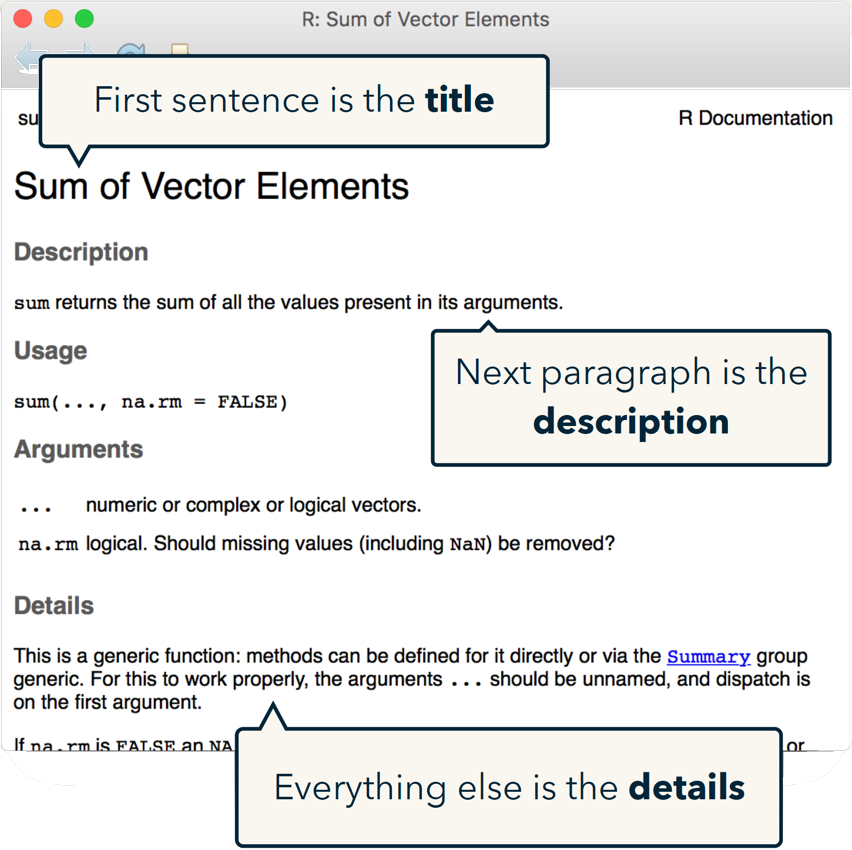 R: Sum of Vector Elements
First sentence is the title
R Documentation
Sum of Vector Elements
Description
sum returns the sum of all the values present in its arguments.
Usage
Next paragraph is the
description
sum(..., na.rm = FALSE)
Arguments
... numeric or complex or logical vectors.
na.rm logical. Should missing values (including NaN) be removed?
Details
This is a generic function: methods can be defined for it directly or via the Summary group
generic. For this to work properly, the arguments ... should be unnamed, and dispatch is
on the first argument.
If na.rm is FALSE an NA or
Everything else is the details